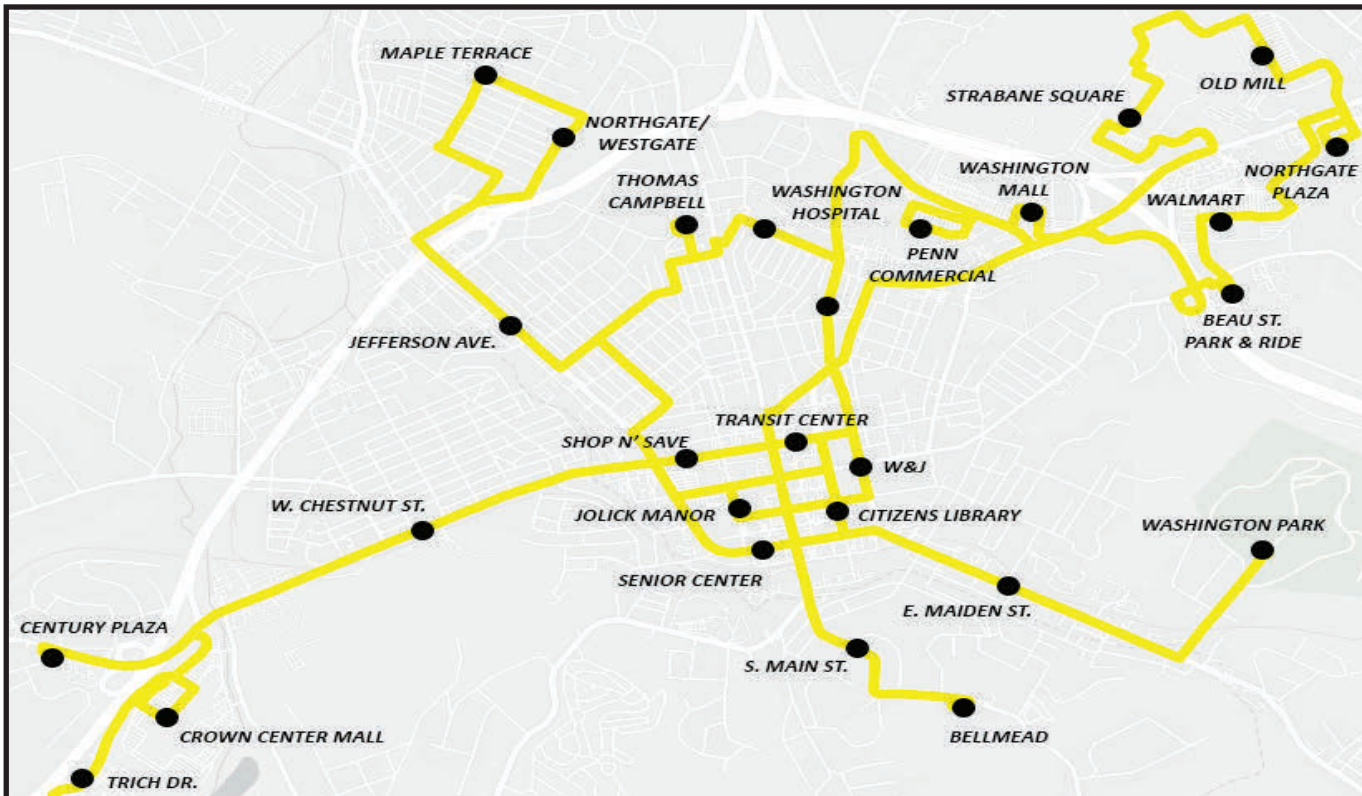 MAPLE TERRACE
OLD MILL
STRABANE SQUARE
NORTHGATE/
WESTGATE
WASHINGTON
MALL
NORTHGATE
PLAZA
THOMAS
CAMPBELL
WASHINGTON
HOSPITAL
WALMART
PENN
COMMERCIAL
BEAU ST.
PARK & RIDE
JEFFERSON AVE.
TRANSIT CENTER
SHOP N' SAVE
W&J
W. CHESTNUT ST.
JOLICK MANOR
CITIZENS LIBRARY
WASHINGTON PARK
SENIOR CENTER
E. MAIDEN ST.
CENTURY PLAZA
S. MAIN ST.
CROWN CENTER MALL
BELLMEAD
TRICH DR.